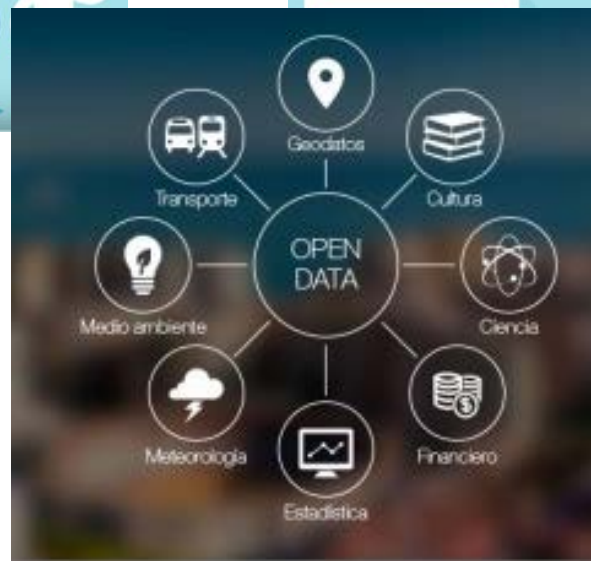 Geodatos
Transporte
Cultura
OPEN
DATA
Medio ambiente
Ciencia
Meteorología
Financiero
Estadística